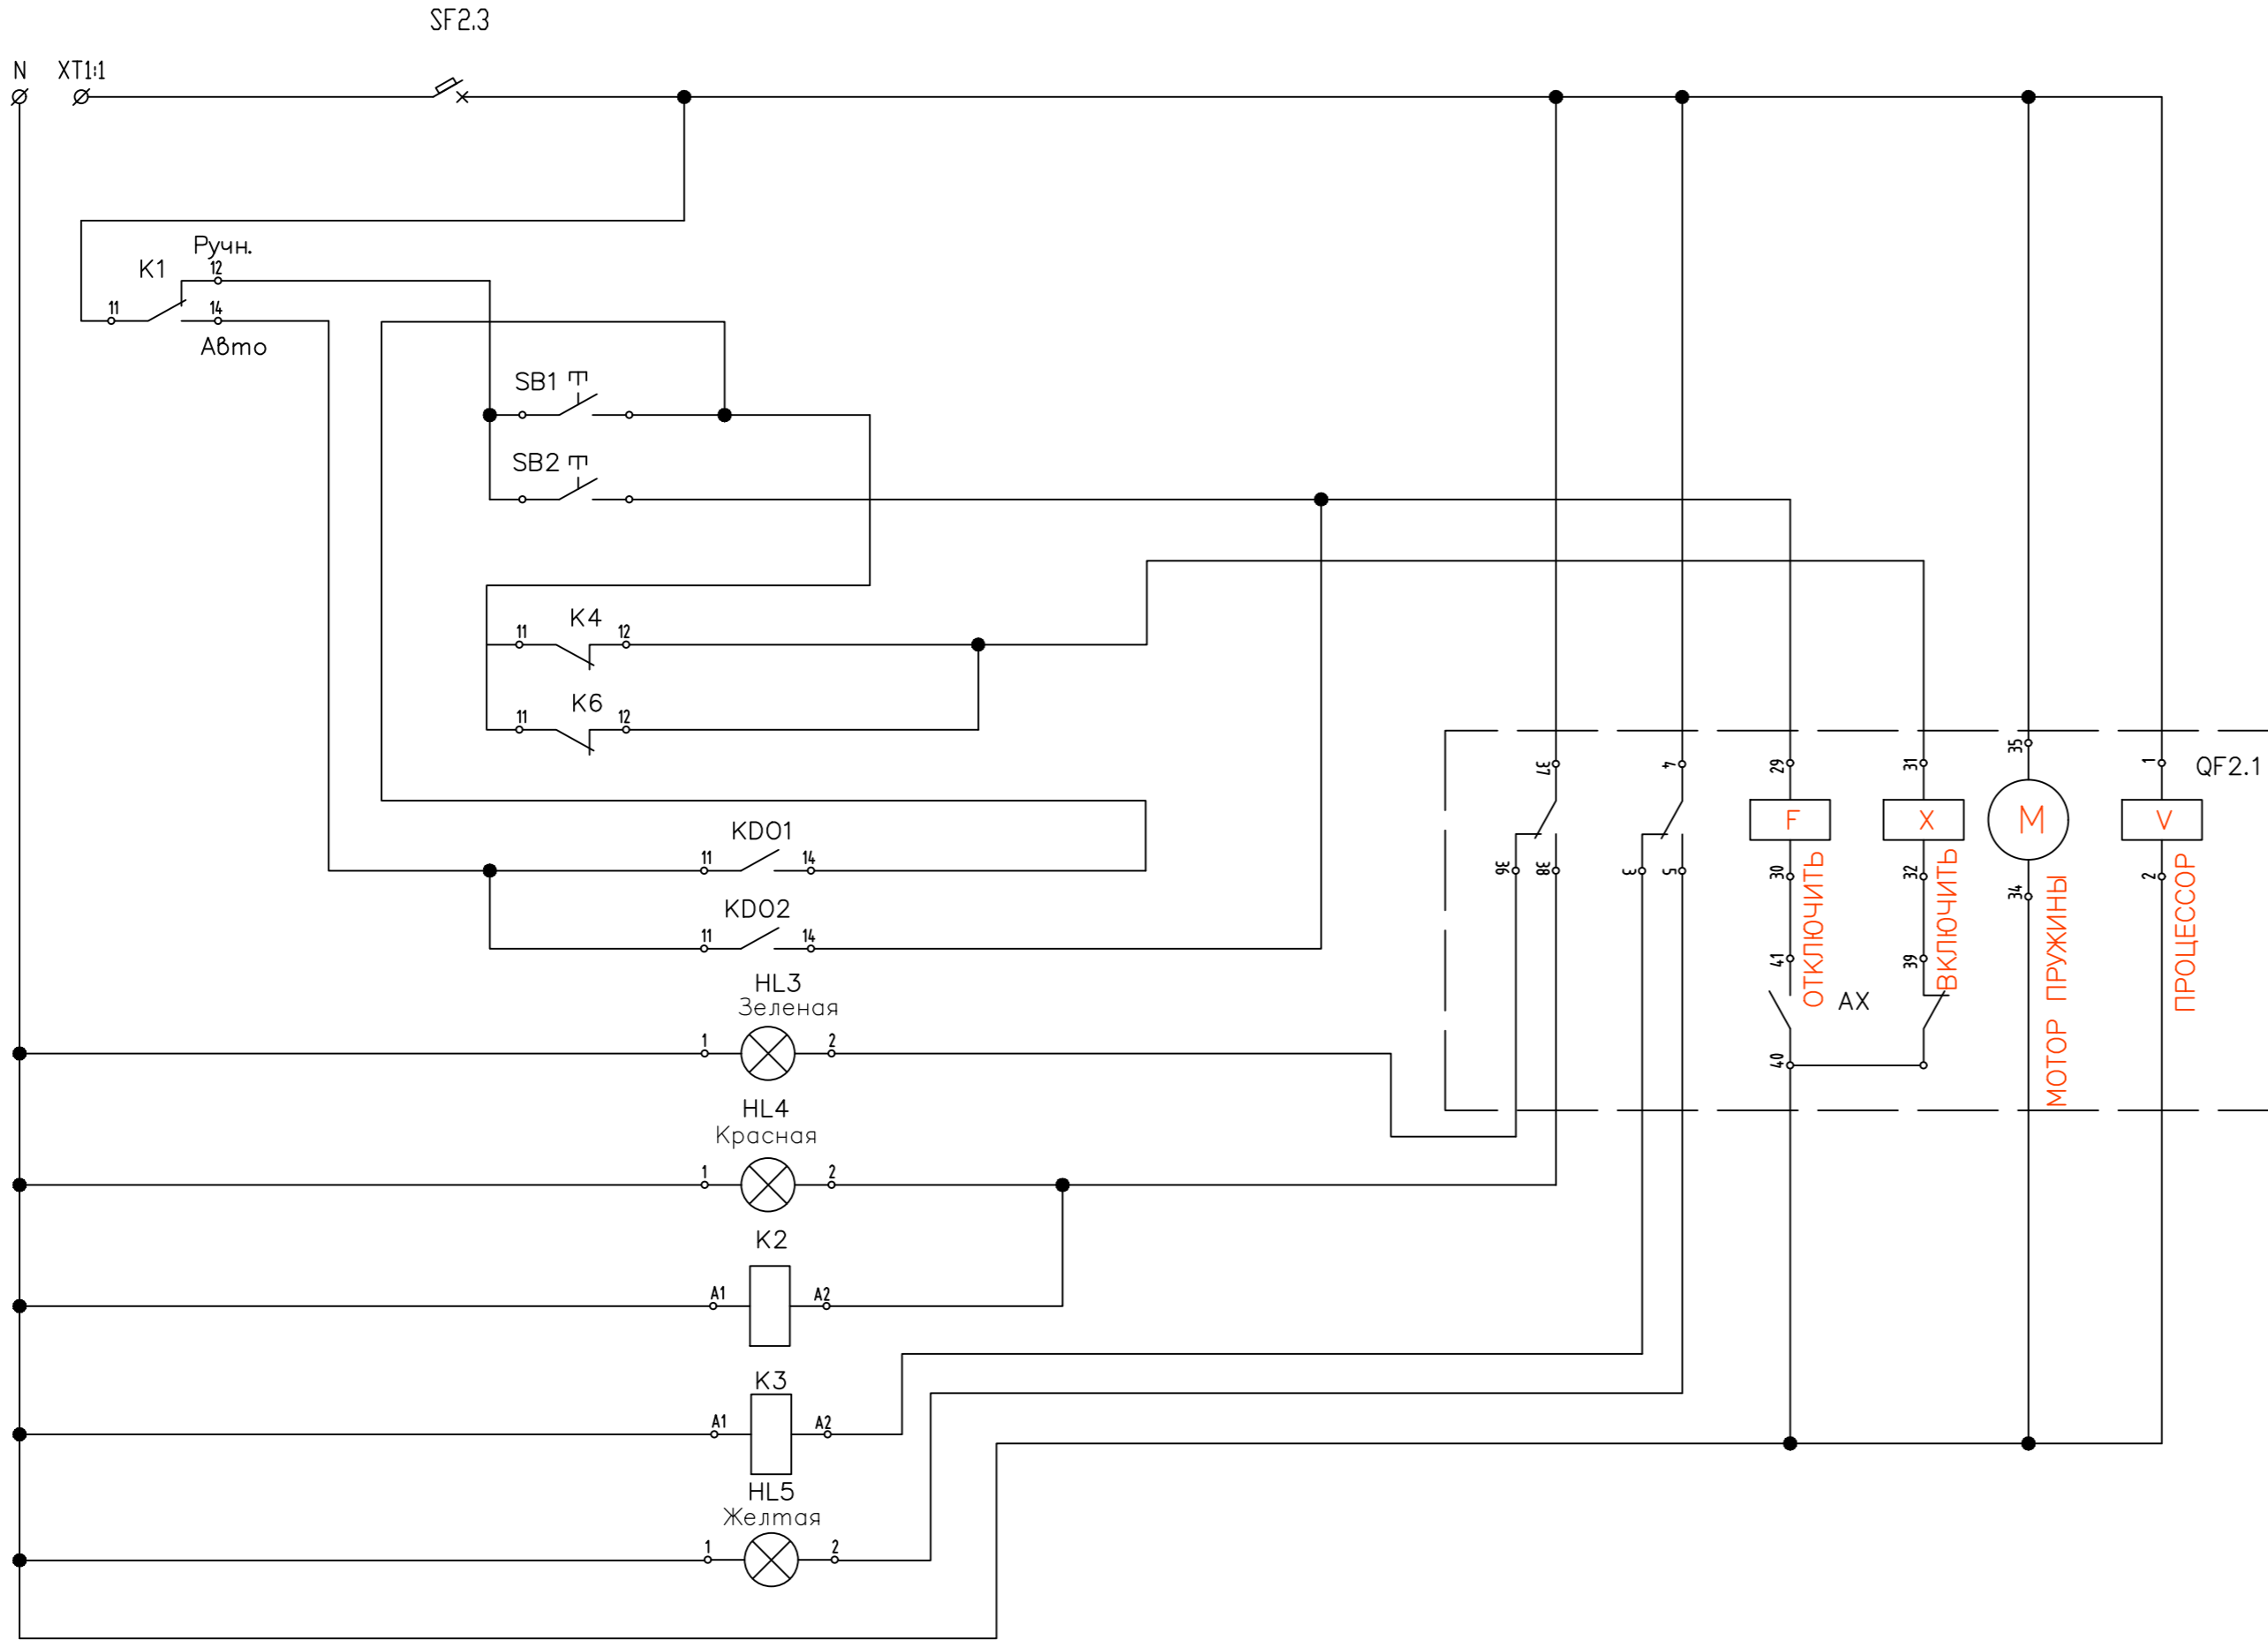 SF2.3
N XT1:1
Ручн.
12
K1
11 14
Авто
SB1
SB2
K4
11 12
K6
11 12
KDO1
11 14
KDO2
11 14
HL3
Зеленая
1 2
HL4
Красная
1 2
K2
A1 A2
K3
A1 A2
HL5
Желтая
1 2
37 4 29 31 35 1 QF2.1
F X M V
36 38 3 5 30 32 34 2
41 39
40
AX
ОТКЛЮЧИТЬ
ВКЛЮЧИТЬ
МОТОР ПРУЖИНЫ
ПРОЦЕССОР